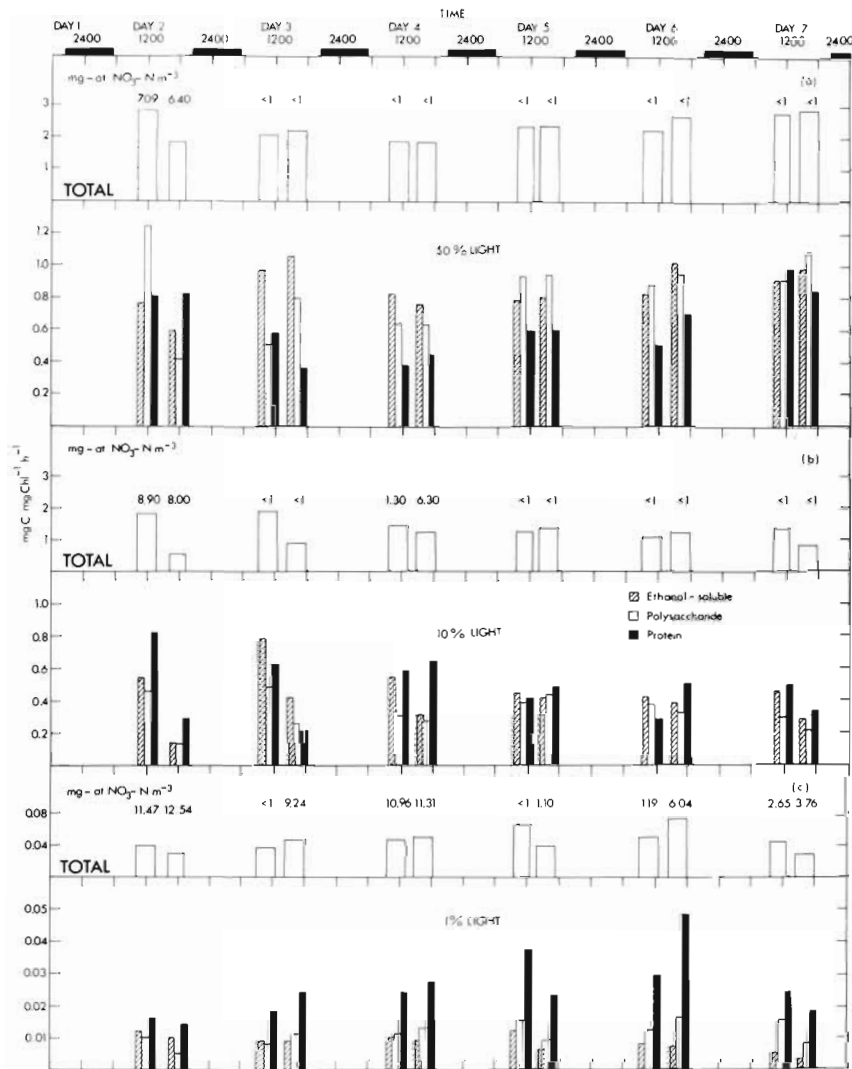 TIME
DAY 1 DAY 2 DAY 3 DAY 4 DAY 5 DAY 6 DAY 7
2400 1200 2400 1200 2400 1200 2400 1200 2400 1200 2400 1200 2400
mg-at NO₃-N m⁻³ (a)
7.09 6.40 <1 <1 <1 <1 <1 <1 <1 <1 <1 <1
3
2
1
TOTAL
50% LIGHT
1.2
1.0
0.8
0.6
0.4
0.2
mg C mg Chl⁻¹ h⁻¹
mg-at NO₃-N m⁻³ (b)
8.90 8.00 <1 <1 1.30 6.30 <1 <1 <1 <1 <1 <1
3
2
1
TOTAL
10% LIGHT
Ethanol-soluble
Polysaccharide
Protein
1.0
0.8
0.6
0.4
0.2
mg-at NO₃-N m⁻³ (c)
11.47 12.54 <1 9.24 10.96 11.31 <1 1.10 1.19 6.04 2.65 3.76
0.08
0.04
TOTAL
1% LIGHT
0.05
0.04
0.03
0.02
0.01